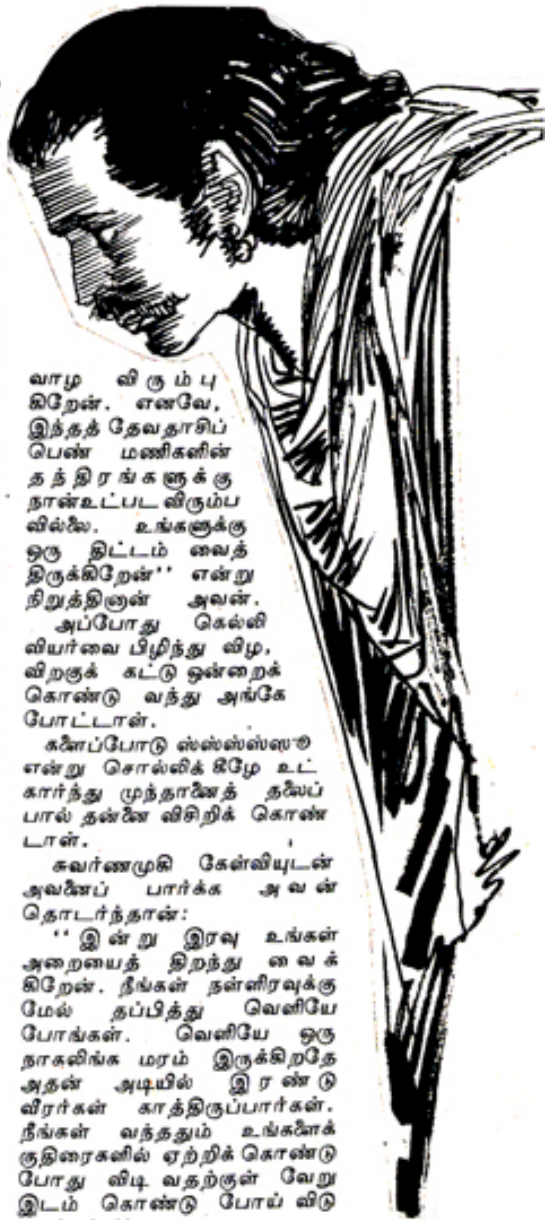 வாழ விரும்பு
கிறேன். எனவே,
இந்தத் தேவதாசிப்
பெண் மணிகளின்
தந்திரங்களுக்கு
நான்உட்பட விரும்ப
வில்லை. உங்களுக்கு
ஒரு திட்டம் வைத்
திருக்கிறேன்'' என்று
நிறுத்தினான் அவன்.
அப்போது கெல்லி
வியர்வை பிழிந்து விழ,
விறகுக் கட்டு ஒன்றைக்
கொண்டு வந்து அங்கே
போட்டாள்.
களைப்போடு ஸ்ஸ்ஸ்ஸ்ஸூ
என்று சொல்லிக் கீழே உட்
கார்ந்து முந்தானைத் தலைப்
பால் தன்னை விசிறிக் கொண்
டாள்.
சுவர்ணமுகி கேள்வியுடன்
அவனைப் பார்க்க அவன்
தொடர்ந்தான்:
''இன்று இரவு உங்கள்
அறையைத் திறந்து வைக்
கிறேன். நீங்கள் நள்ளிரவுக்கு
மேல் தப்பித்து வெளியே
போங்கள். வெளியே ஒரு
நாகலிங்க மரம் இருக்கிறதே
அதன் அடியில் இரண்டு
வீரர்கள் காத்திருப்பார்கள்.
நீங்கள் வந்ததும் உங்களைக்
குதிரைகளில் ஏற்றிக் கொண்டு
போது விடி வதற்குள் வேறு
இடம் கொண்டு போய் விடு